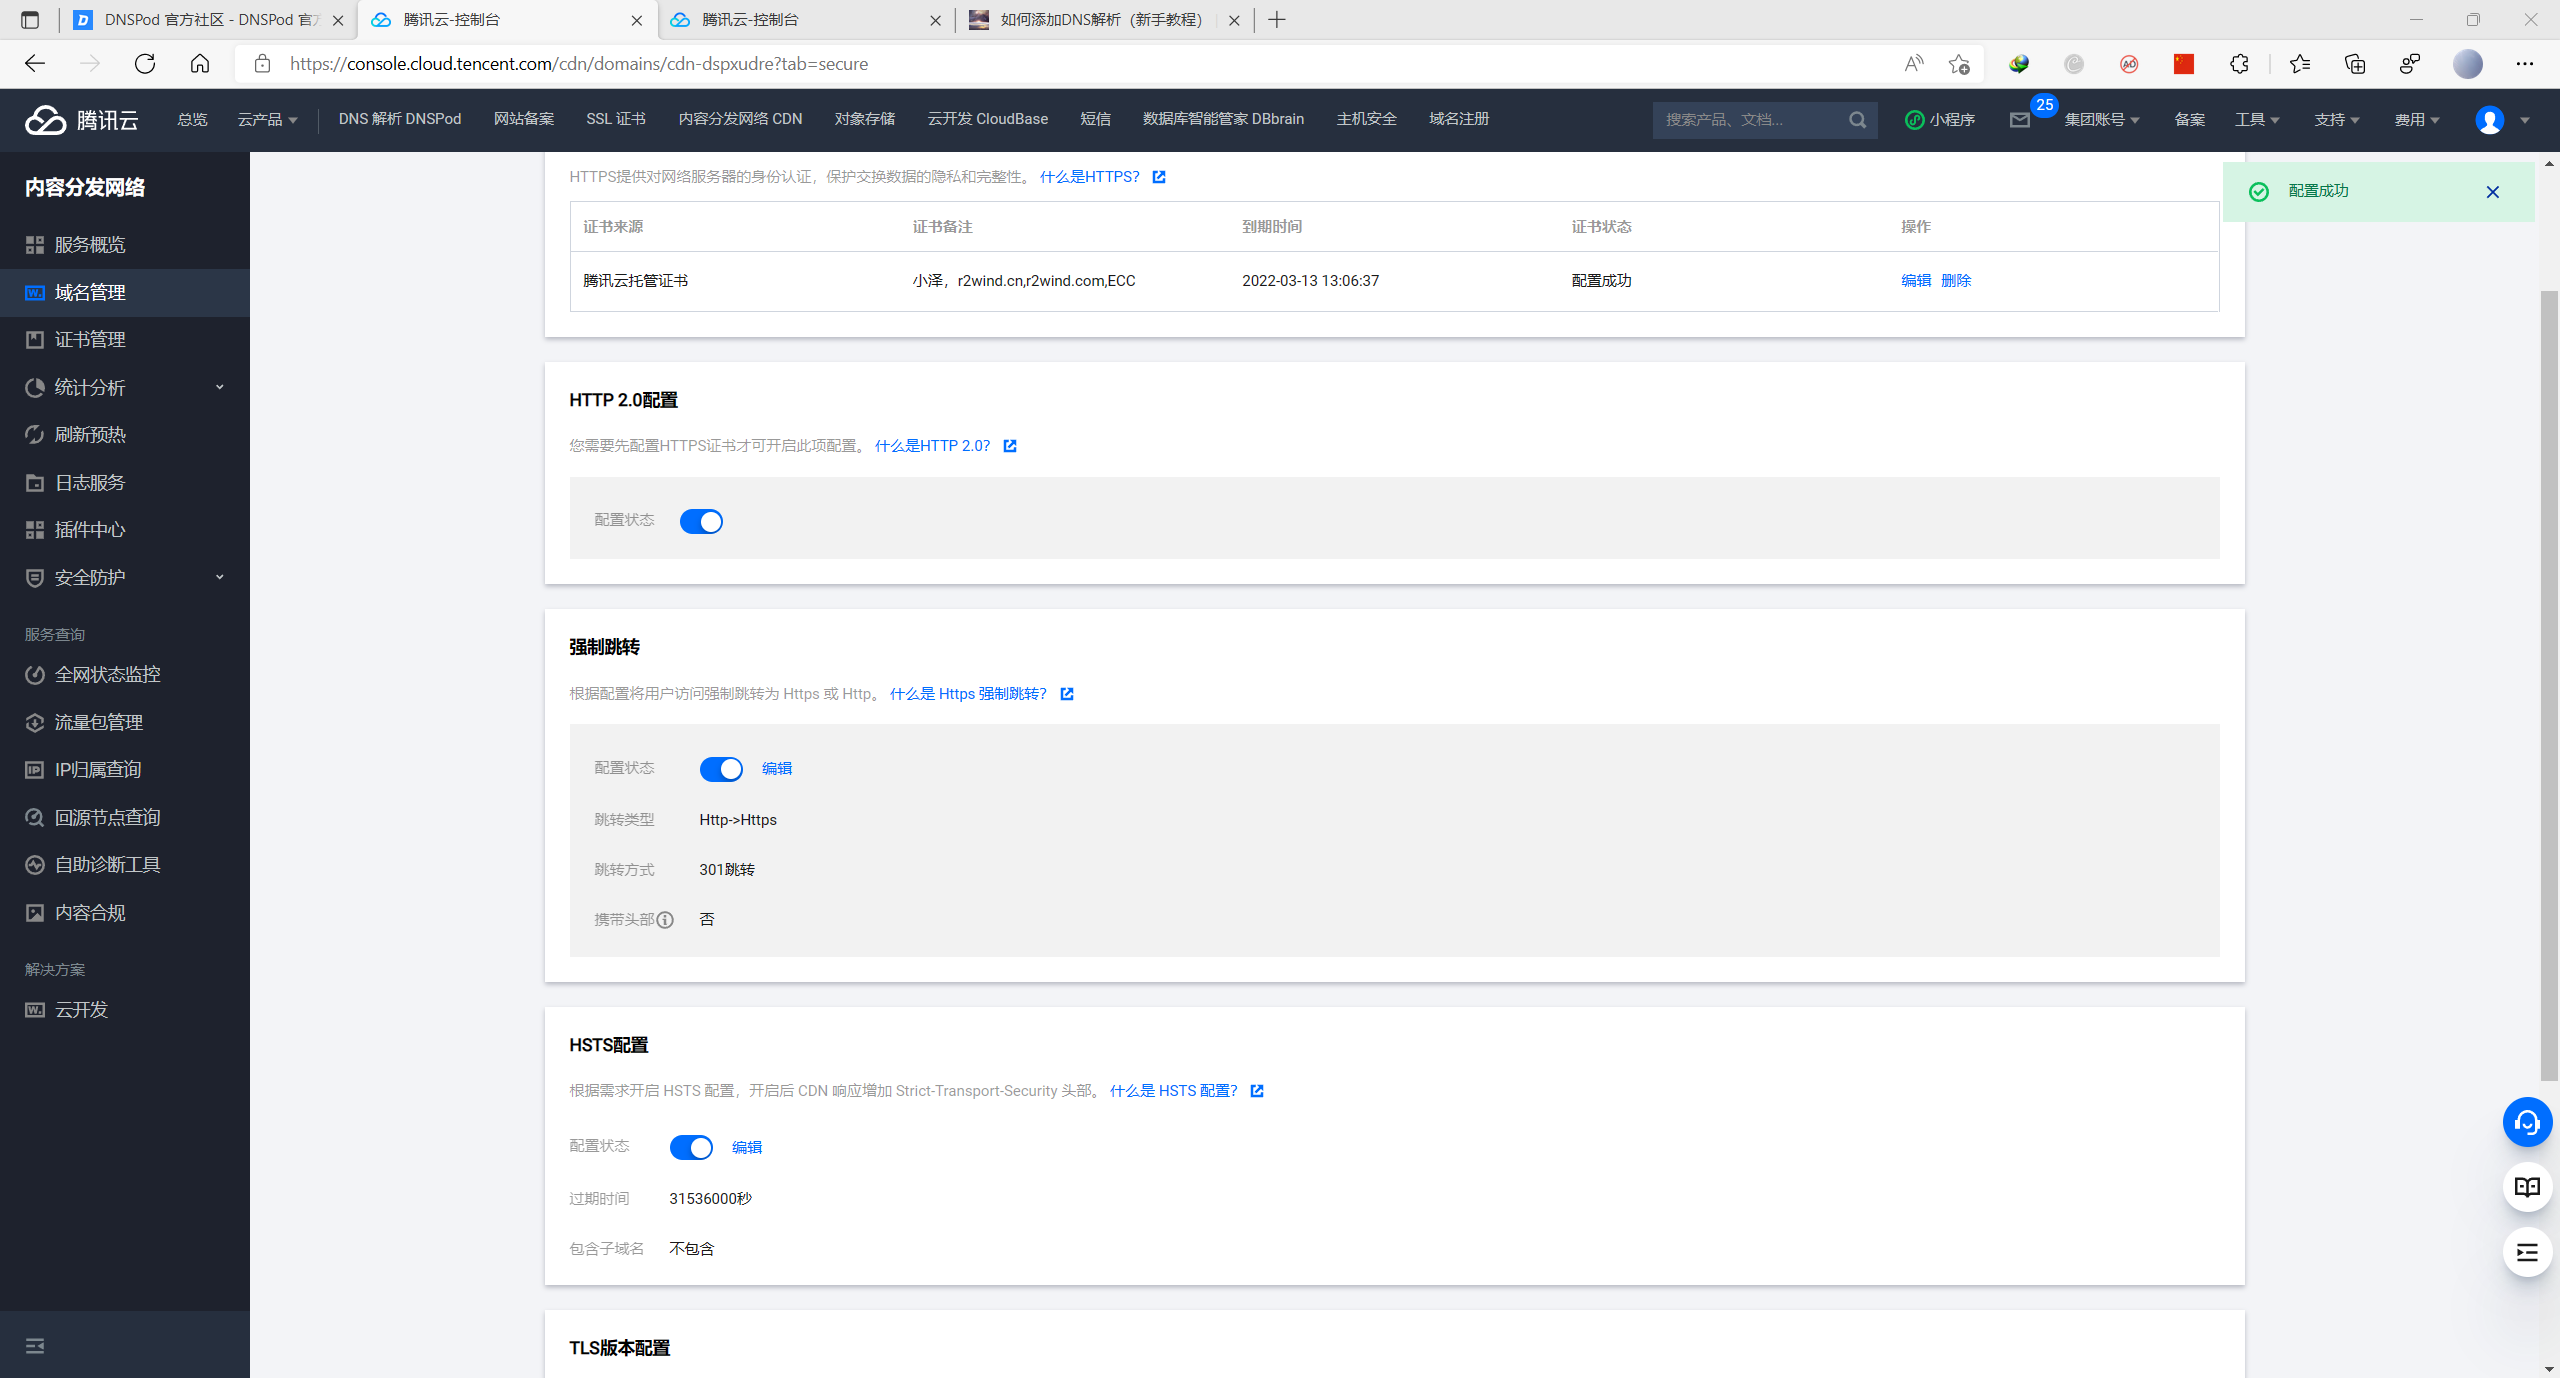 DNSPod 官方社区 - DNSPod 官方
腾讯云-控制台
腾讯云-控制台
如何添加DNS解析（新手教程）
https://console.cloud.tencent.com/cdn/domains/cdn-dspxudre?tab=secure
腾讯云
总览
云产品
DNS 解析 DNSPod
网站备案
SSL 证书
内容分发网络 CDN
对象存储
云开发 CloudBase
短信
数据库智能管家 DBbrain
主机安全
域名注册
搜索产品、文档...
小程序
25
集团账号
备案
工具
支持
费用
内容分发网络
服务概览
域名管理
证书管理
统计分析
刷新预热
日志服务
插件中心
安全防护
服务查询
全网状态监控
流量包管理
IP归属查询
回源节点查询
自助诊断工具
内容合规
解决方案
云开发
HTTPS提供对网络服务器的身份认证，保护交换数据的隐私和完整性。 什么是HTTPS？
配置成功
证书来源 证书备注 到期时间 证书状态 操作
腾讯云托管证书 小泽，r2wind.cn,r2wind.com,ECC 2022-03-13 13:06:37 配置成功 编辑 删除
HTTP 2.0配置
您需要先配置HTTPS证书才可开启此项配置。 什么是HTTP 2.0？
配置状态
强制跳转
根据配置将用户访问强制跳转为 Https 或 Http。 什么是 Https 强制跳转？
配置状态 编辑
跳转类型 Http->Https
跳转方式 301跳转
携带头部 否
HSTS配置
根据需求开启 HSTS 配置，开启后 CDN 响应增加 Strict-Transport-Security 头部。 什么是 HSTS 配置？
配置状态 编辑
过期时间 31536000秒
包含子域名 不包含
TLS版本配置